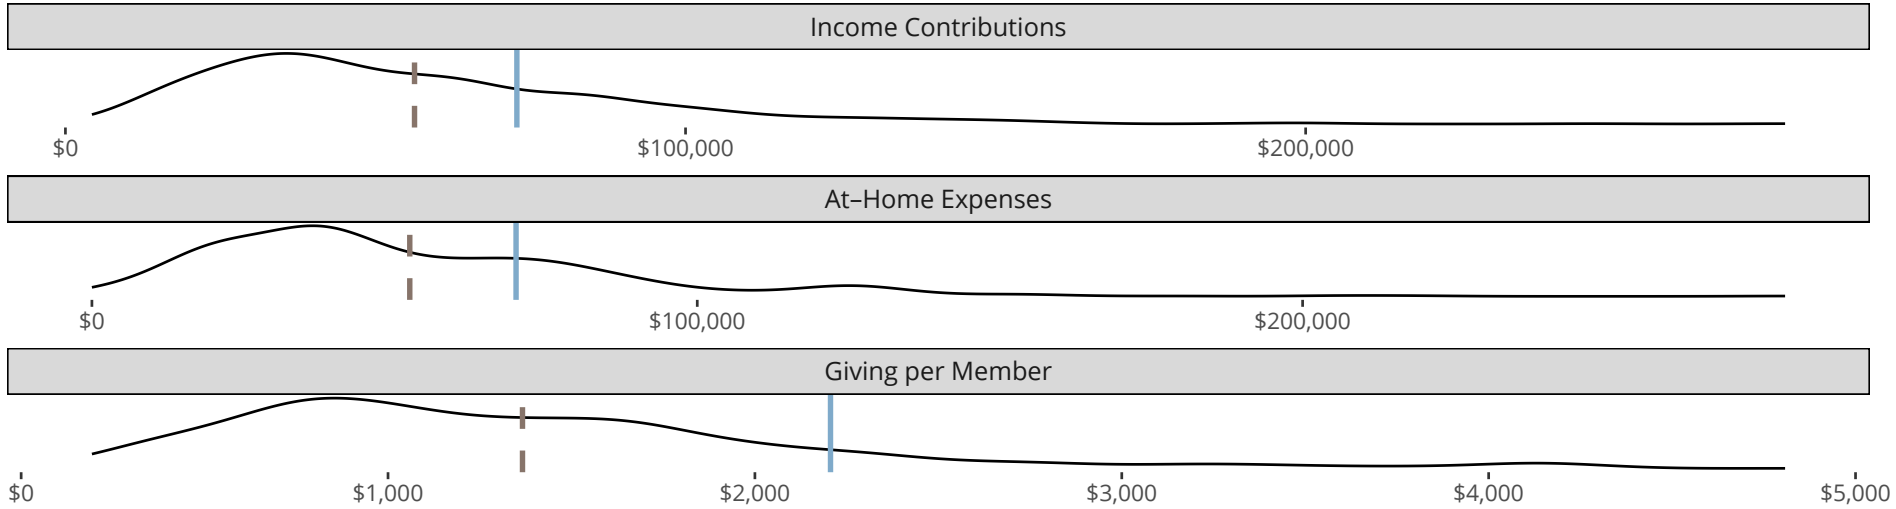 Income Contributions
$0 $100,000 $200,000
At–Home Expenses
$0 $100,000 $200,000
Giving per Member
$0 $1,000 $2,000 $3,000 $4,000 $5,000